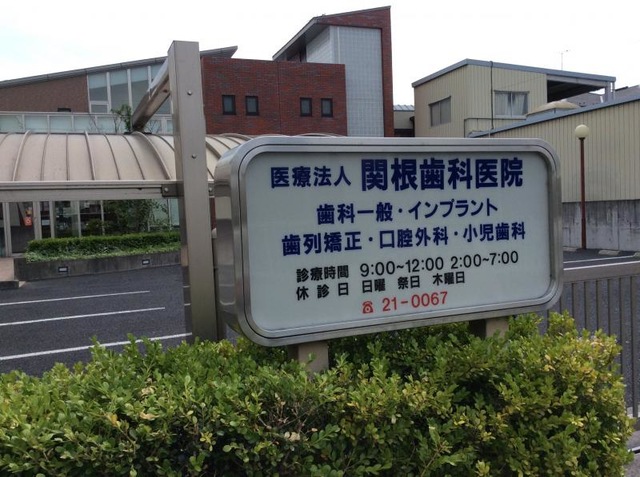 医療法人 関根歯科医院
歯科一般・インプラント
歯列矯正・口腔外科・小児歯科
診療時間 9:00~12:00 2:00~7:00
休診日 日曜 祭日 木曜日
☎ 21-0067